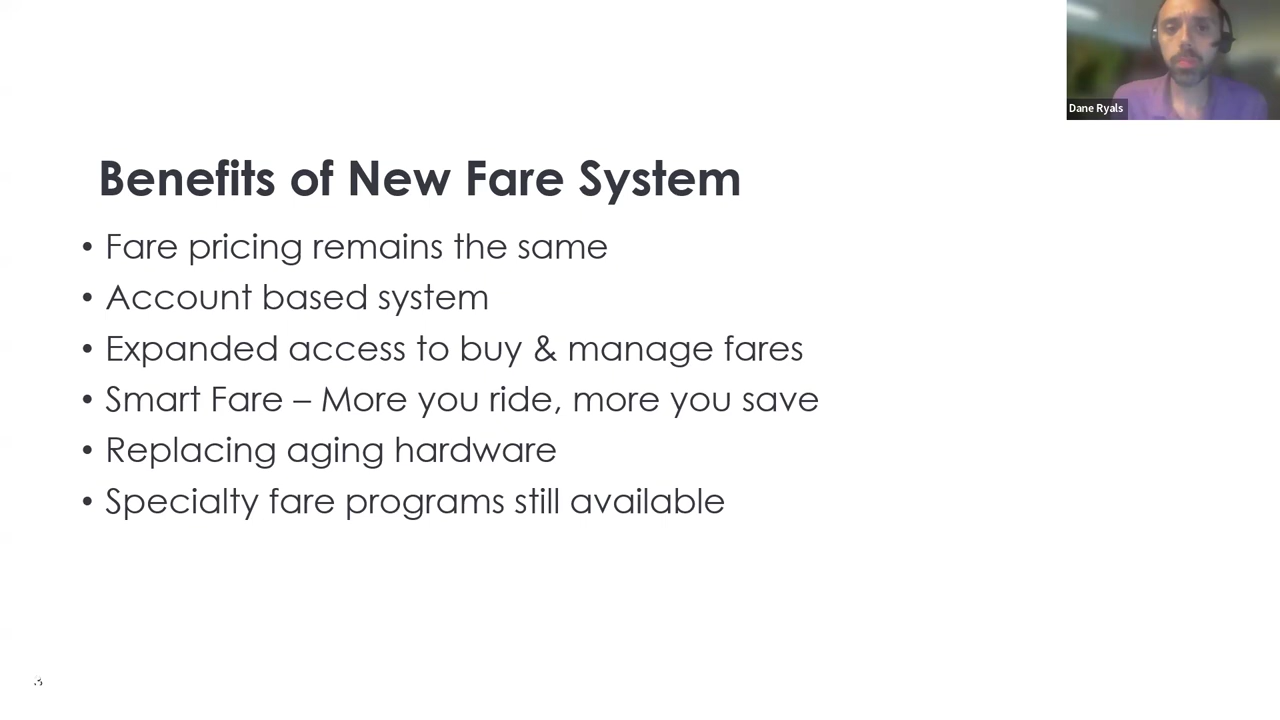 Dane Ryals
Benefits of New Fare System
• Fare pricing remains the same
• Account based system
• Expanded access to buy & manage fares
• Smart Fare – More you ride, more you save
• Replacing aging hardware
• Specialty fare programs still available
3